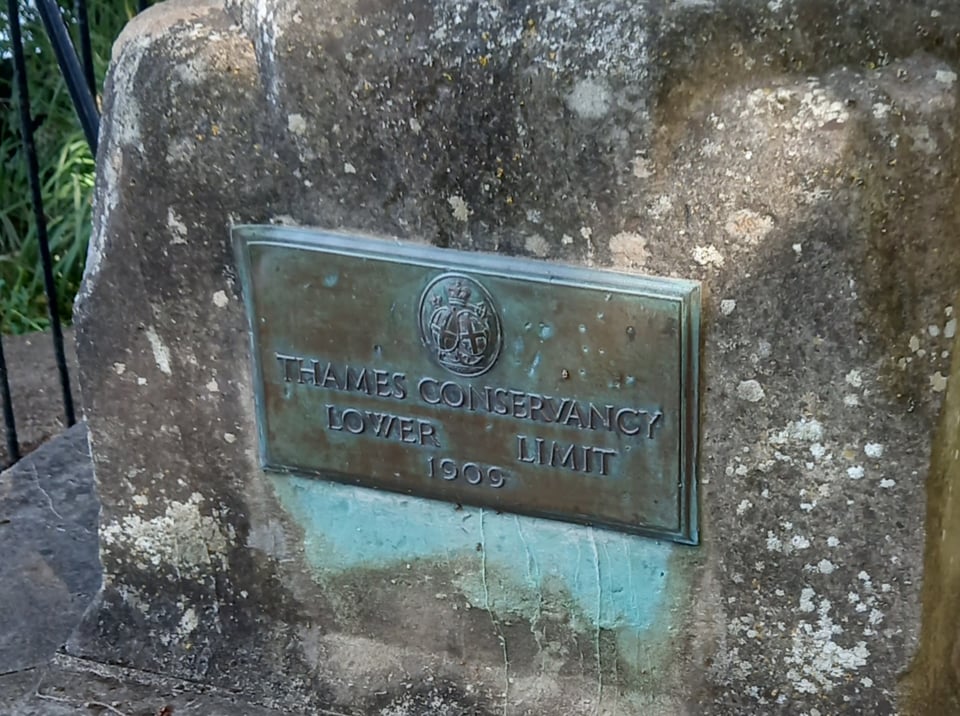 THAMES CONSERVANCY
LOWER LIMIT
1909